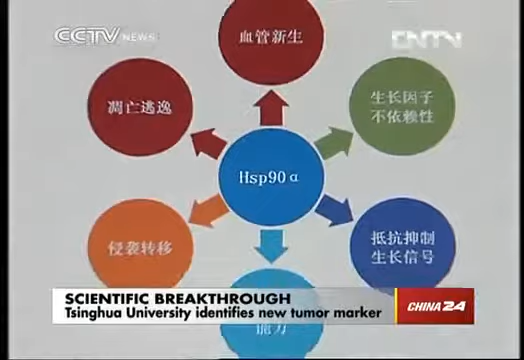 CCTV NEWS
CNTV
血管新生
凋亡逃逸
生长因子
不依赖性
Hsp90α
侵袭转移
抵抗抑制
生长信号
能力
SCIENTIFIC BREAKTHROUGH
Tsinghua University identifies new tumor marker
CHINA 24